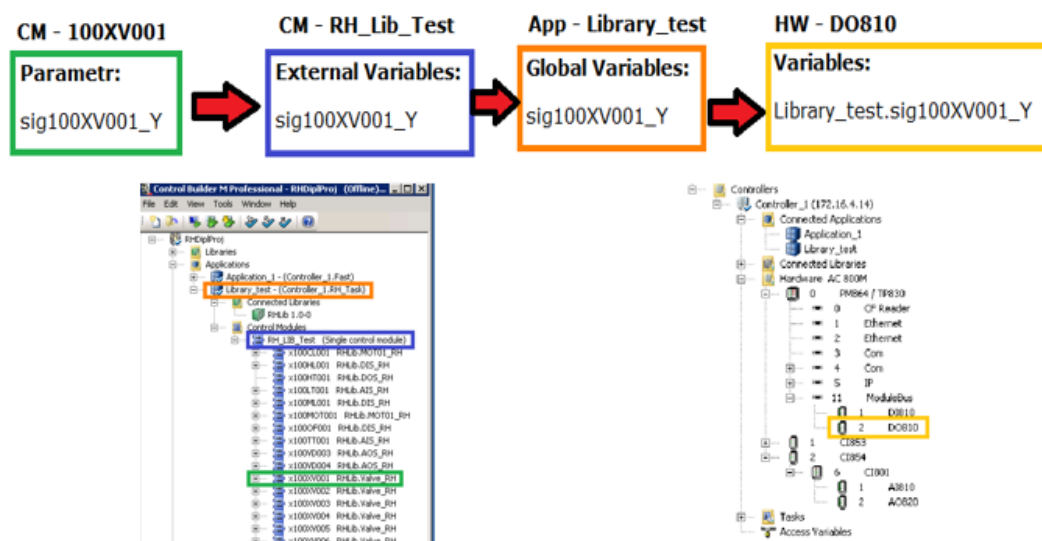 CM - 100XV001
CM - RH_Lib_Test
App - Library_test
HW - DO810
Parametr:
sig100XV001_Y
External Variables:
sig100XV001_Y
Global Variables:
sig100XV001_Y
Variables:
Library_test.sig100XV001_Y
Control Builder M Professional - RHDiplProj (Offline)...
File Edit View Tools Window Help
RHDiplProj
Libraries
Applications
Application_1 - (Controller_1.Fast)
Library_test - (Controller_1.RH_Task)
Connected Libraries
RHLib 1.0-0
Control Modules
RH_LIB_Test (Single control module)
x100CL001 RHLib.MOT01_RH
x100HL001 RHLib.DIS_RH
x100HT001 RHLib.DOS_RH
x100LT001 RHLib.AIS_RH
x100ML001 RHLib.DIS_RH
x100MOT001 RHLib.MOT01_RH
x100OF001 RHLib.DIS_RH
x100TT001 RHLib.AIS_RH
x100VD003 RHLib.AOS_RH
x100VD004 RHLib.AOS_RH
x100XV001 RHLib.Valve_RH
x100XV002 RHLib.Valve_RH
x100XV003 RHLib.Valve_RH
x100XV004 RHLib.Valve_RH
x100XV005 RHLib.Valve_RH
x100XV006 RHLib.Valve_RH
Controllers
Controller_1 (172.16.4.14)
Connected Applications
Application_1
Library_test
Connected Libraries
Hardware AC 800M
0 PM864 / TP830
0 CF Reader
1 Ethernet
2 Ethernet
3 Com
4 Com
5 IP
11 ModuleBus
1 DI810
2 DO810
1 CI853
2 CI854
6 CI801
1 AI810
2 AO820
Tasks
Access Variables